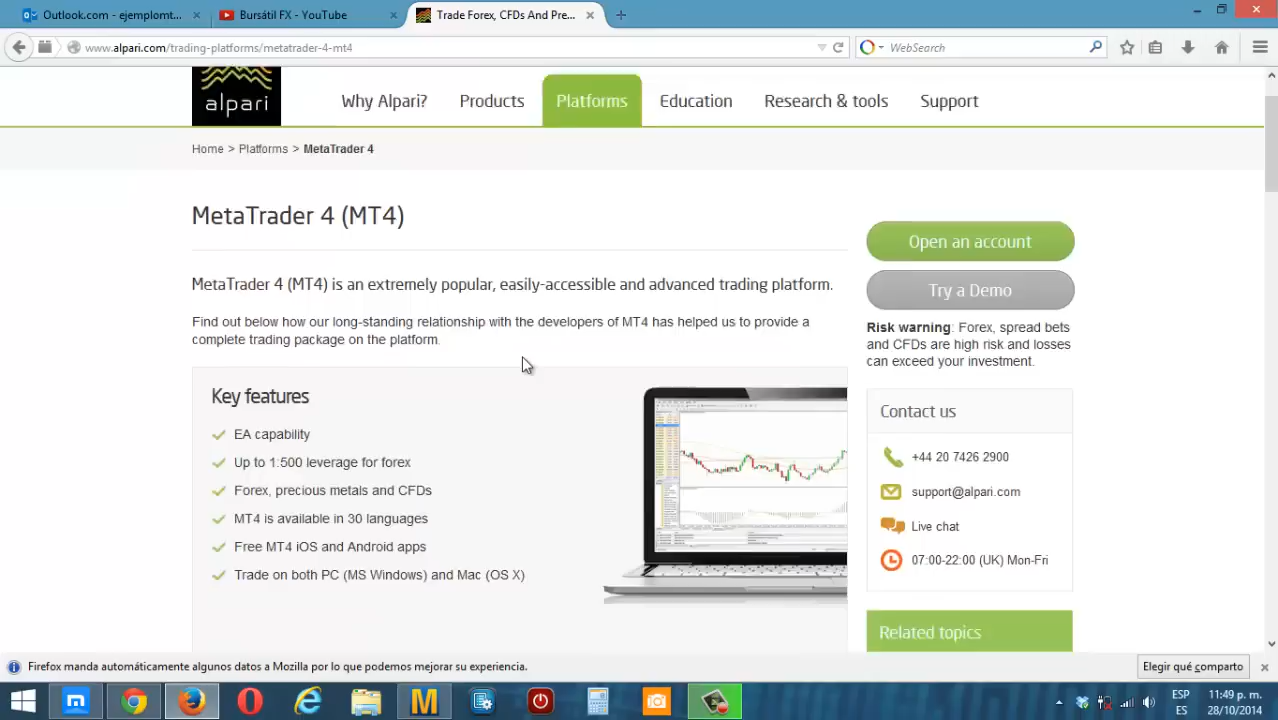 Outlook.com - ejemplomt... ×
Bursátil FX - YouTube ×
Trade Forex, CFDs And Pre... ×
www.alpari.com/trading-platforms/metatrader-4-mt4
WebSearch
alpari
Why Alpari?
Products
Platforms
Education
Research & tools
Support
Home > Platforms > MetaTrader 4
MetaTrader 4 (MT4)
MetaTrader 4 (MT4) is an extremely popular, easily-accessible and advanced trading platform.
Find out below how our long-standing relationship with the developers of MT4 has helped us to provide a
complete trading package on the platform.
Key features
EA capability
Up to 1:500 leverage for forex
Forex, precious metals and CFDs
MT4 is available in 30 languages
Free MT4 iOS and Android apps
Trade on both PC (MS Windows) and Mac (OS X)
Open an account
Try a Demo
Risk warning: Forex, spread bets
and CFDs are high risk and losses
can exceed your investment.
Contact us
+44 20 7426 2900
support@alpari.com
Live chat
07:00-22:00 (UK) Mon-Fri
Related topics
Firefox manda automáticamente algunos datos a Mozilla por lo que podemos mejorar su experiencia.
Elegir qué comparto
ESP
ES
11:49 p. m.
28/10/2014